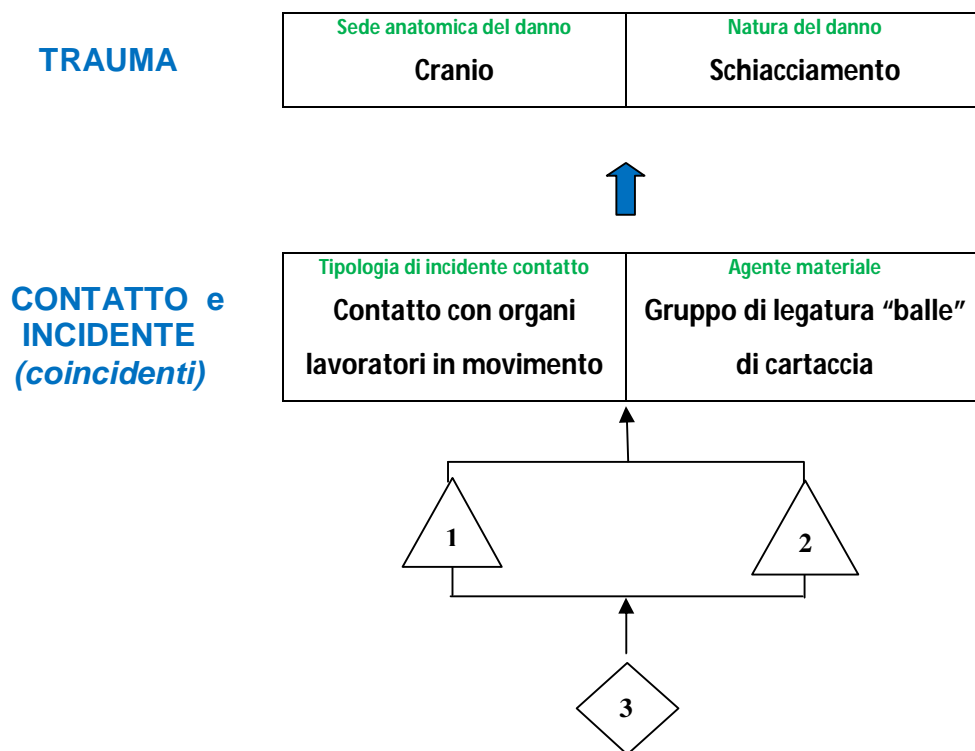 TRAUMA
Sede anatomica del danno
Cranio
Natura del danno
Schiacciamento
CONTATTO e
INCIDENTE
(coincidenti)
Tipologia di incidente contatto
Contatto con organi
lavoratori in movimento
Agente materiale
Gruppo di legatura “balle”
di cartaccia
1
2
3